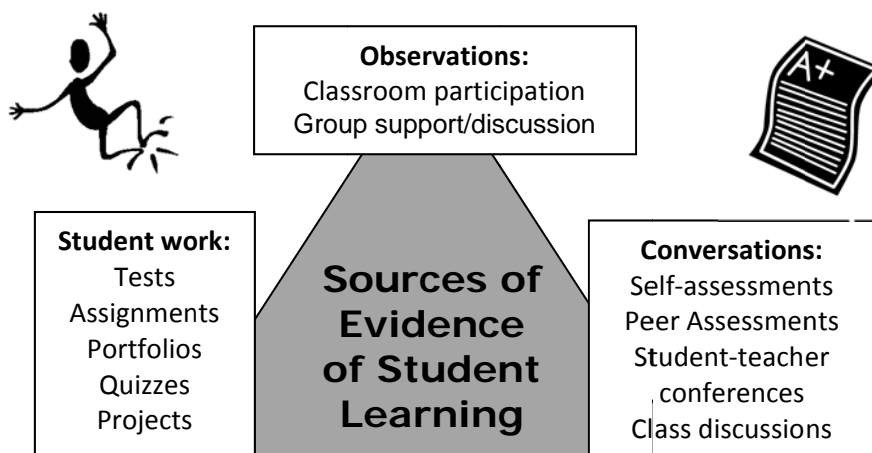 A+
Observations:
Classroom participation
Group support/discussion
Student work:
Tests
Assignments
Portfolios
Quizzes
Projects
Sources of
Evidence
of Student
Learning
Conversations:
Self-assessments
Peer Assessments
Student-teacher
conferences
Class discussions